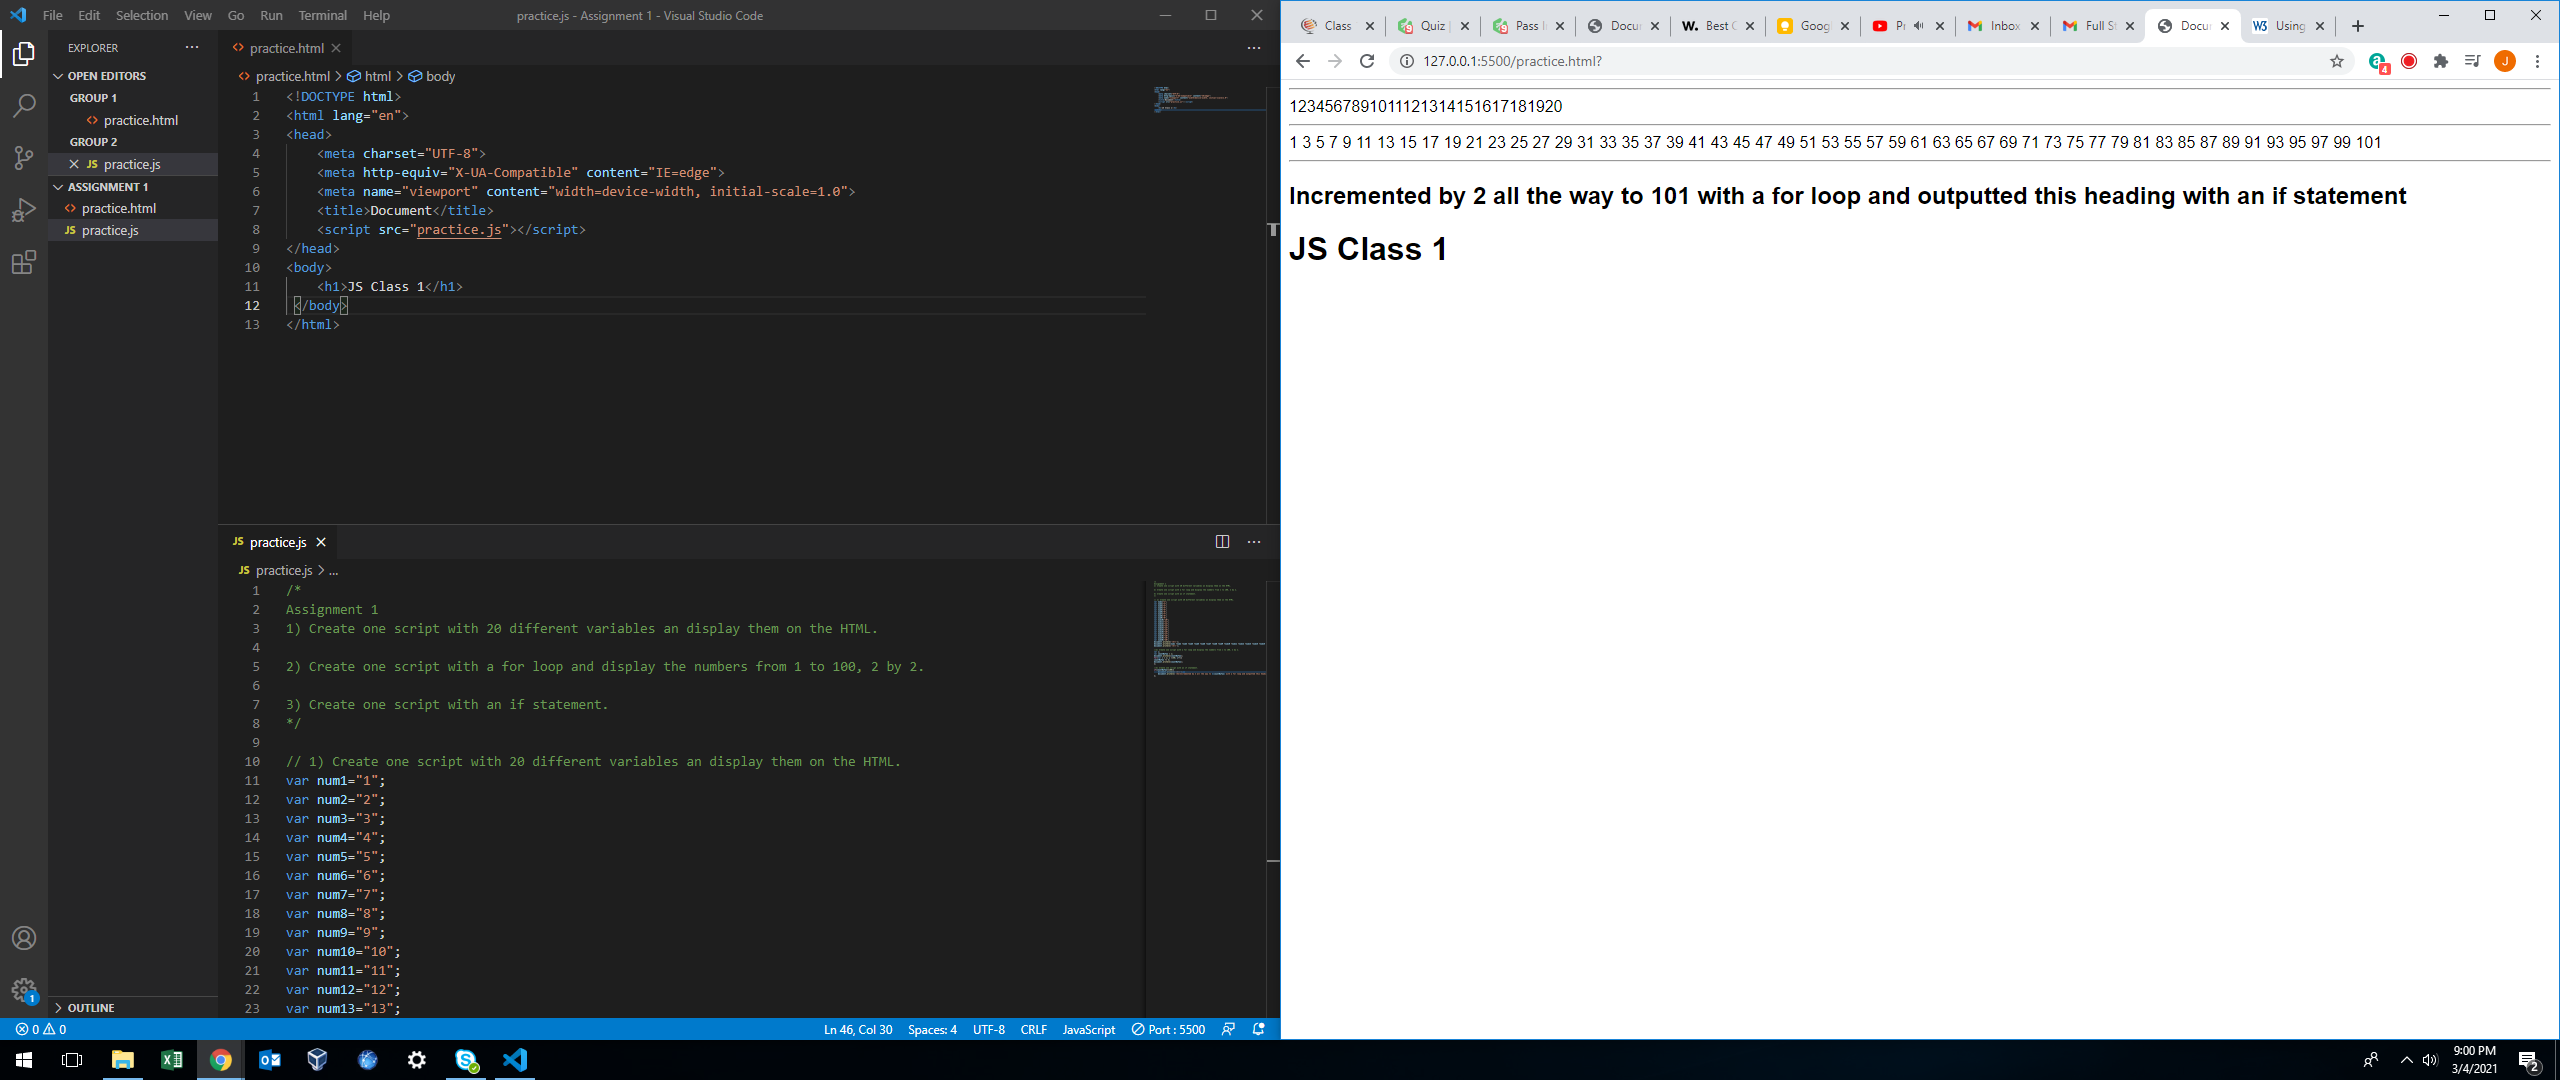 File Edit Selection View Go Run Terminal Help
practice.js - Assignment 1 - Visual Studio Code
EXPLORER
OPEN EDITORS
GROUP 1
practice.html
GROUP 2
JS practice.js
ASSIGNMENT 1
practice.html
JS practice.js
OUTLINE
practice.html
practice.html > html > body
1 <!DOCTYPE html>
2 <html lang="en">
3 <head>
4 <meta charset="UTF-8">
5 <meta http-equiv="X-UA-Compatible" content="IE=edge">
6 <meta name="viewport" content="width=device-width, initial-scale=1.0">
7 <title>Document</title>
8 <script src="practice.js"></script>
9 </head>
10 <body>
11 <h1>JS Class 1</h1>
12 </body>
13 </html>
JS practice.js
JS practice.js > ...
1 /*
2 Assignment 1
3 1) Create one script with 20 different variables an display them on the HTML.
4
5 2) Create one script with a for loop and display the numbers from 1 to 100, 2 by 2.
6
7 3) Create one script with an if statement.
8 */
9
10 // 1) Create one script with 20 different variables an display them on the HTML.
11 var num1="1";
12 var num2="2";
13 var num3="3";
14 var num4="4";
15 var num5="5";
16 var num6="6";
17 var num7="7";
18 var num8="8";
19 var num9="9";
20 var num10="10";
21 var num11="11";
22 var num12="12";
23 var num13="13";
1
0 0 Ln 46, Col 30 Spaces: 4 UTF-8 CRLF JavaScript Port : 5500
Class Quiz Pass I Docu W. Best C Goog P Inbox Full St Docu W3 Using
127.0.0.1:5500/practice.html? 4 J
1234567891011121314151617181920
1 3 5 7 9 11 13 15 17 19 21 23 25 27 29 31 33 35 37 39 41 43 45 47 49 51 53 55 57 59 61 63 65 67 69 71 73 75 77 79 81 83 85 87 89 91 93 95 97 99 101
Incremented by 2 all the way to 101 with a for loop and outputted this heading with an if statement
JS Class 1
9:00 PM
3/4/2021
2